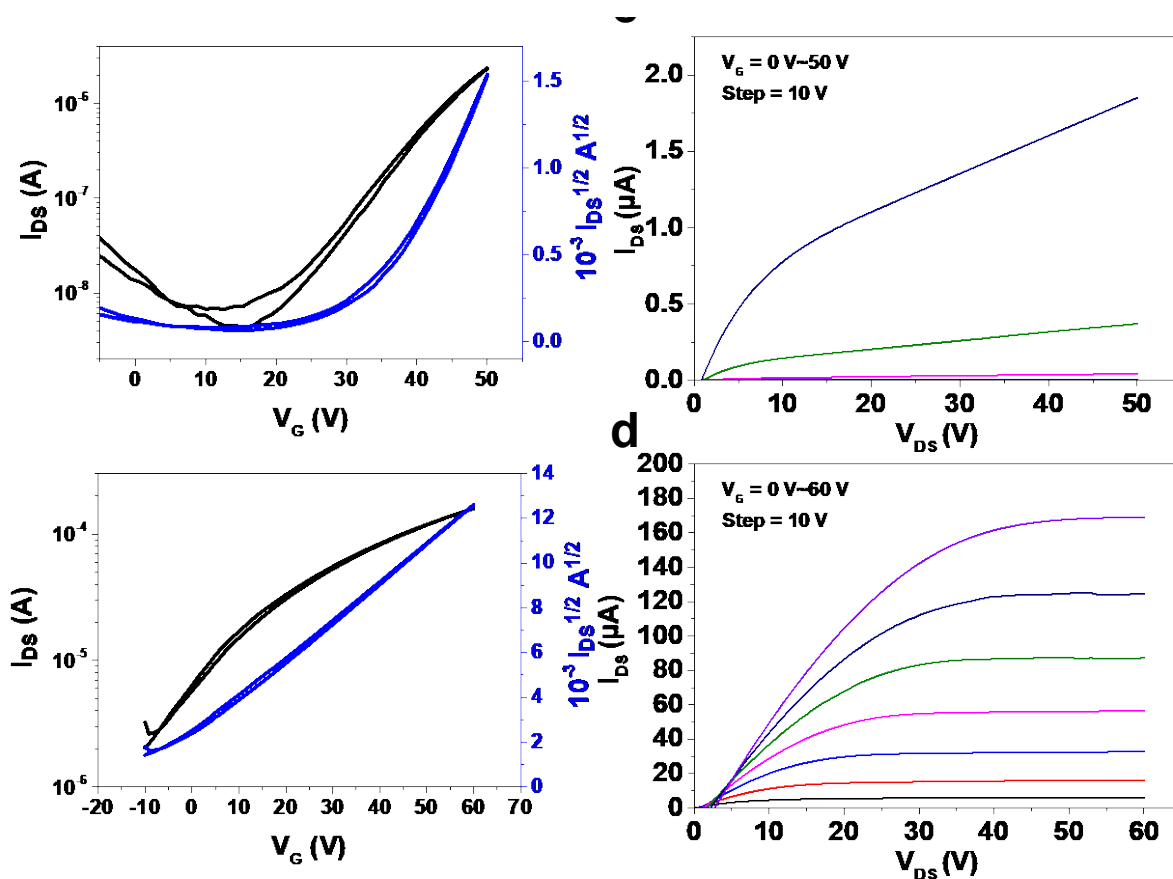 V_G = 0 V~50 V
Step = 10 V
I_DS (A)
10^-6
10^-7
10^-8
0 10 20 30 40 50
V_G (V)
1.5
1.0
0.5
0.0
10^-3 I_DS^1/2 A^1/2
I_DS (µA)
2.0
1.5
1.0
0.5
0.0
0 10 20 30 40 50
V_DS (V)
I_DS (A)
10^-4
10^-5
10^-6
-20 -10 0 10 20 30 40 50 60 70
V_G (V)
14
12
10
8
6
4
2
0
10^-3 I_DS^1/2 A^1/2
d
V_G = 0 V~60 V
Step = 10 V
I_DS (µA)
200
180
160
140
120
100
80
60
40
20
0
0 10 20 30 40 50 60
V_DS (V)